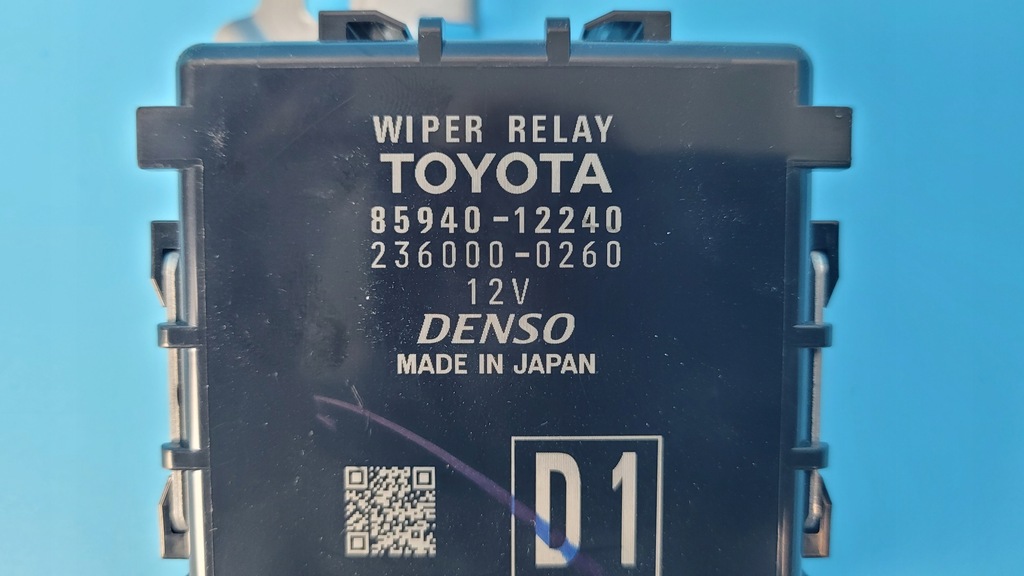 WIPER RELAY
TOYOTA
85940-12240
236000-0260
12V
DENSO
MADE IN JAPAN
D1